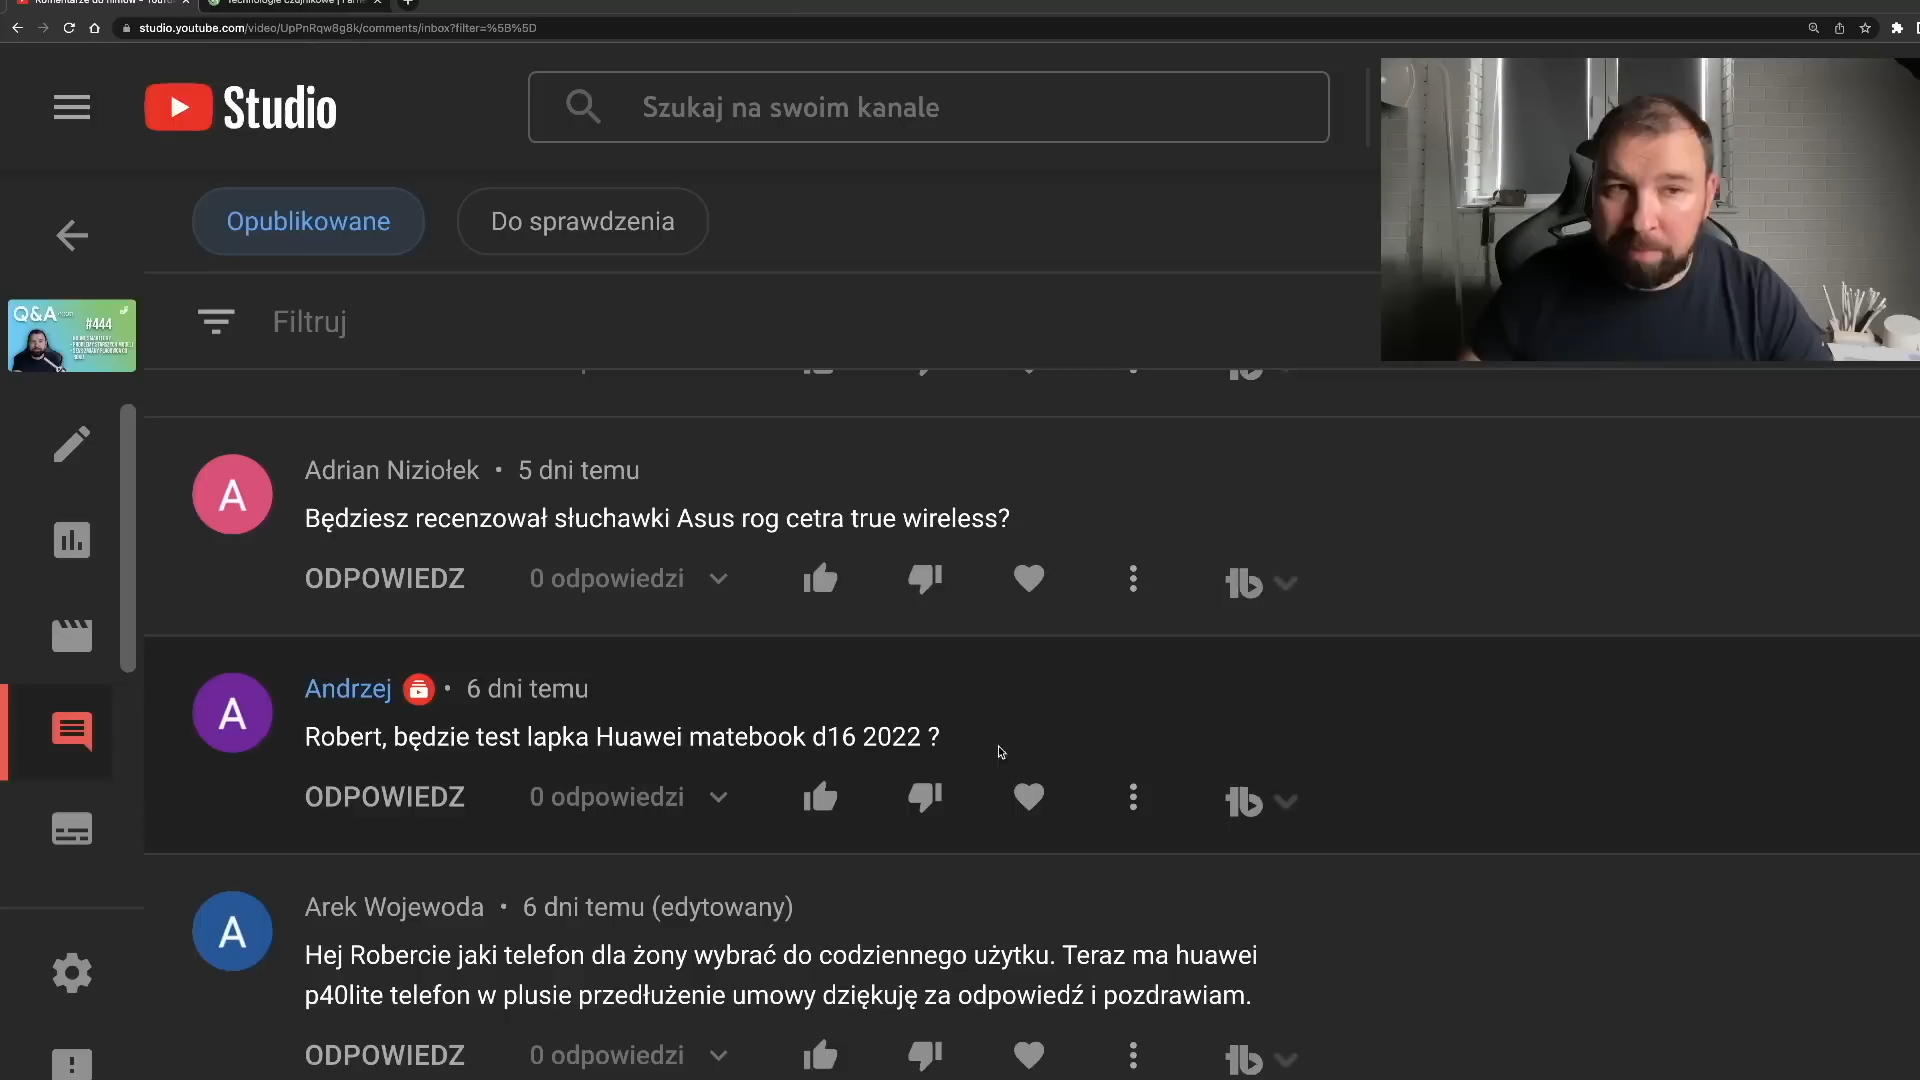 studio.youtube.com/video/UpPnRqw8g8k/comments/inbox?filter=%5B%5D
Studio
Szukaj na swoim kanale
Opublikowane
Do sprawdzenia
Q&A
#444
Filtruj
A
Adrian Niziołek • 5 dni temu
Będziesz recenzował słuchawki Asus rog cetra true wireless?
ODPOWIEDZ
0 odpowiedzi
A
Andrzej • 6 dni temu
Robert, będzie test lapka Huawei matebook d16 2022 ?
ODPOWIEDZ
0 odpowiedzi
A
Arek Wojewoda • 6 dni temu (edytowany)
Hej Robercie jaki telefon dla żony wybrać do codziennego użytku. Teraz ma huawei
p40lite telefon w plusie przedłużenie umowy dziękuję za odpowiedź i pozdrawiam.
ODPOWIEDZ
0 odpowiedzi